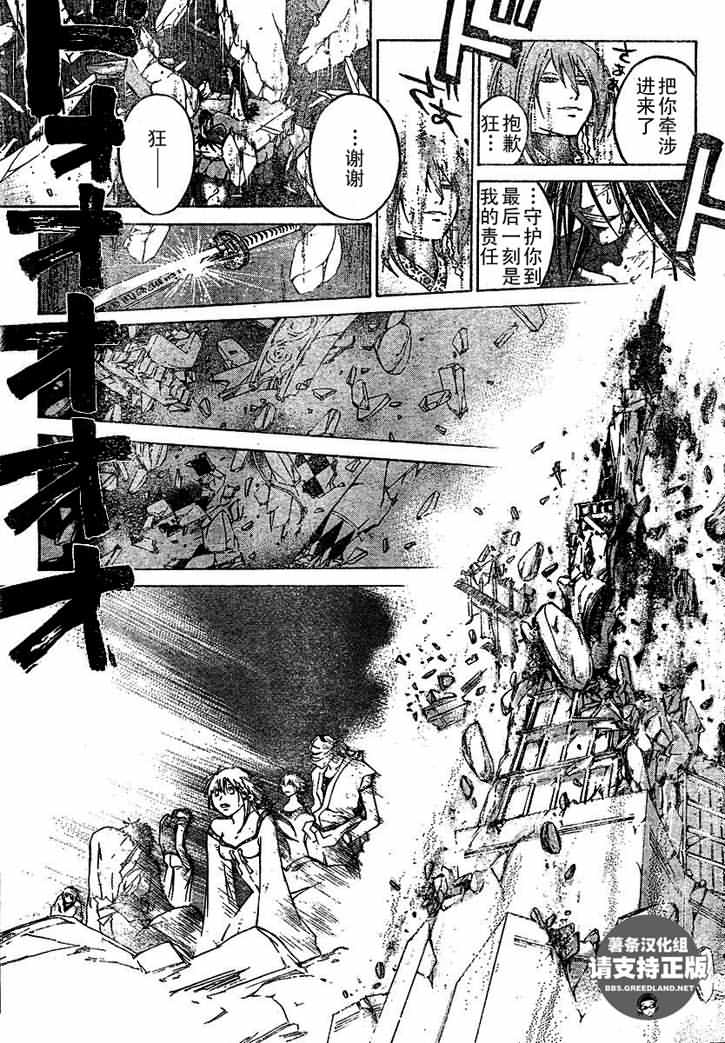 把你牵涉
进来了
抱歉
狂…
…守护你到
最后一刻是
我的责任
…谢谢
狂——
ドオオオオオ
薯条汉化组
请支持正版
BBS.GREEDLAND.NET